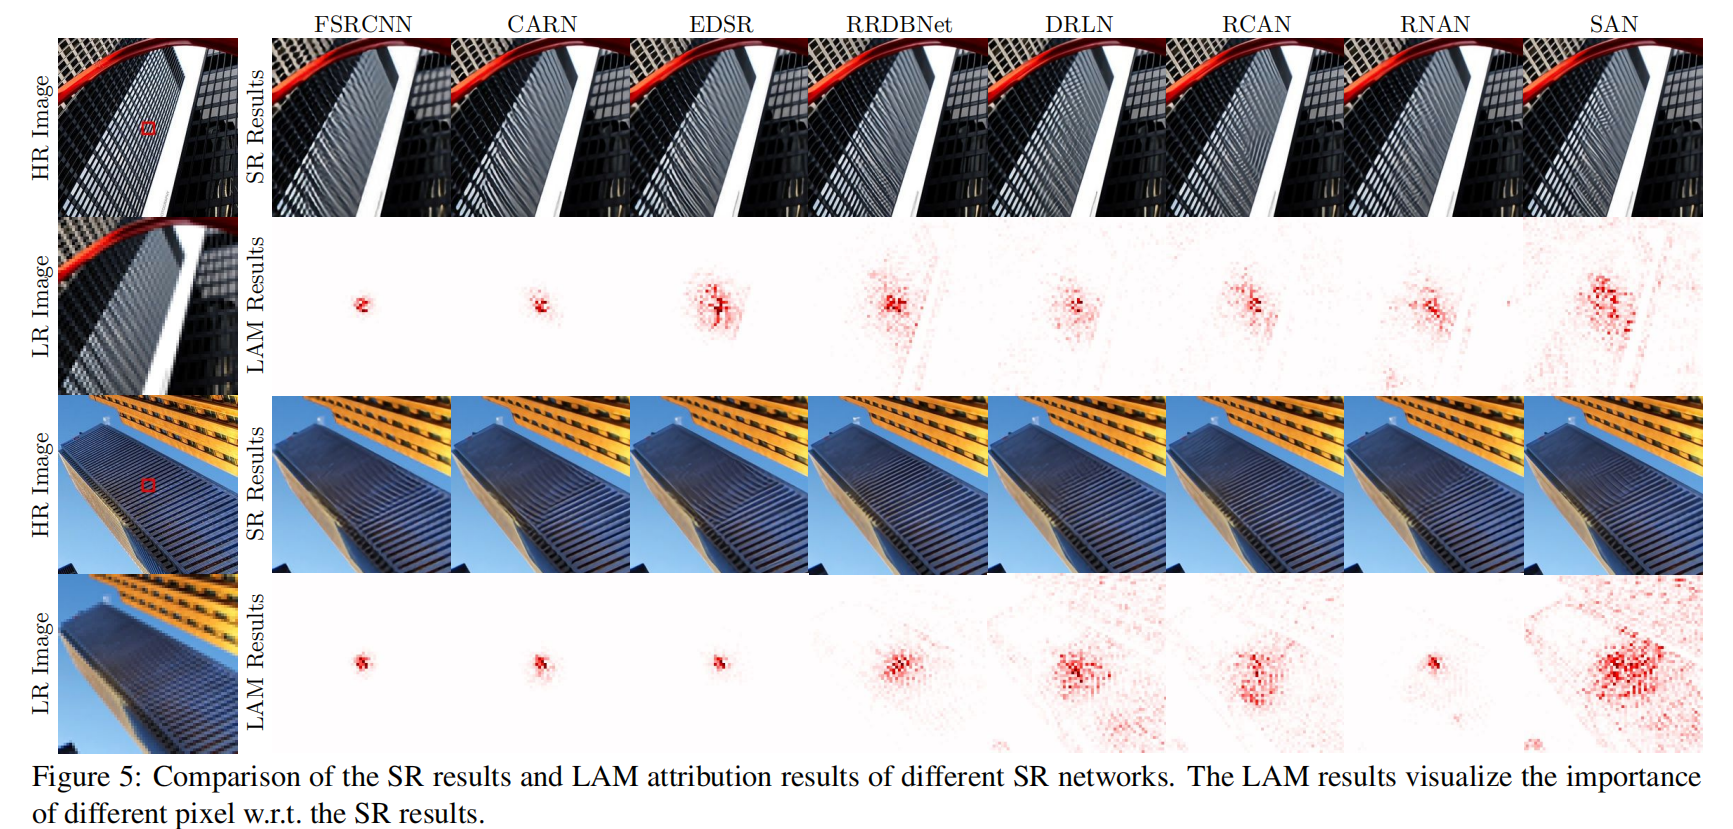 FSRCNN CARN EDSR RRDBNet DRLN RCAN RNAN SAN
HR Image
SR Results
LR Image
LAM Results
HR Image
SR Results
LR Image
LAM Results
Figure 5: Comparison of the SR results and LAM attribution results of different SR networks. The LAM results visualize the importance
of different pixel w.r.t. the SR results.